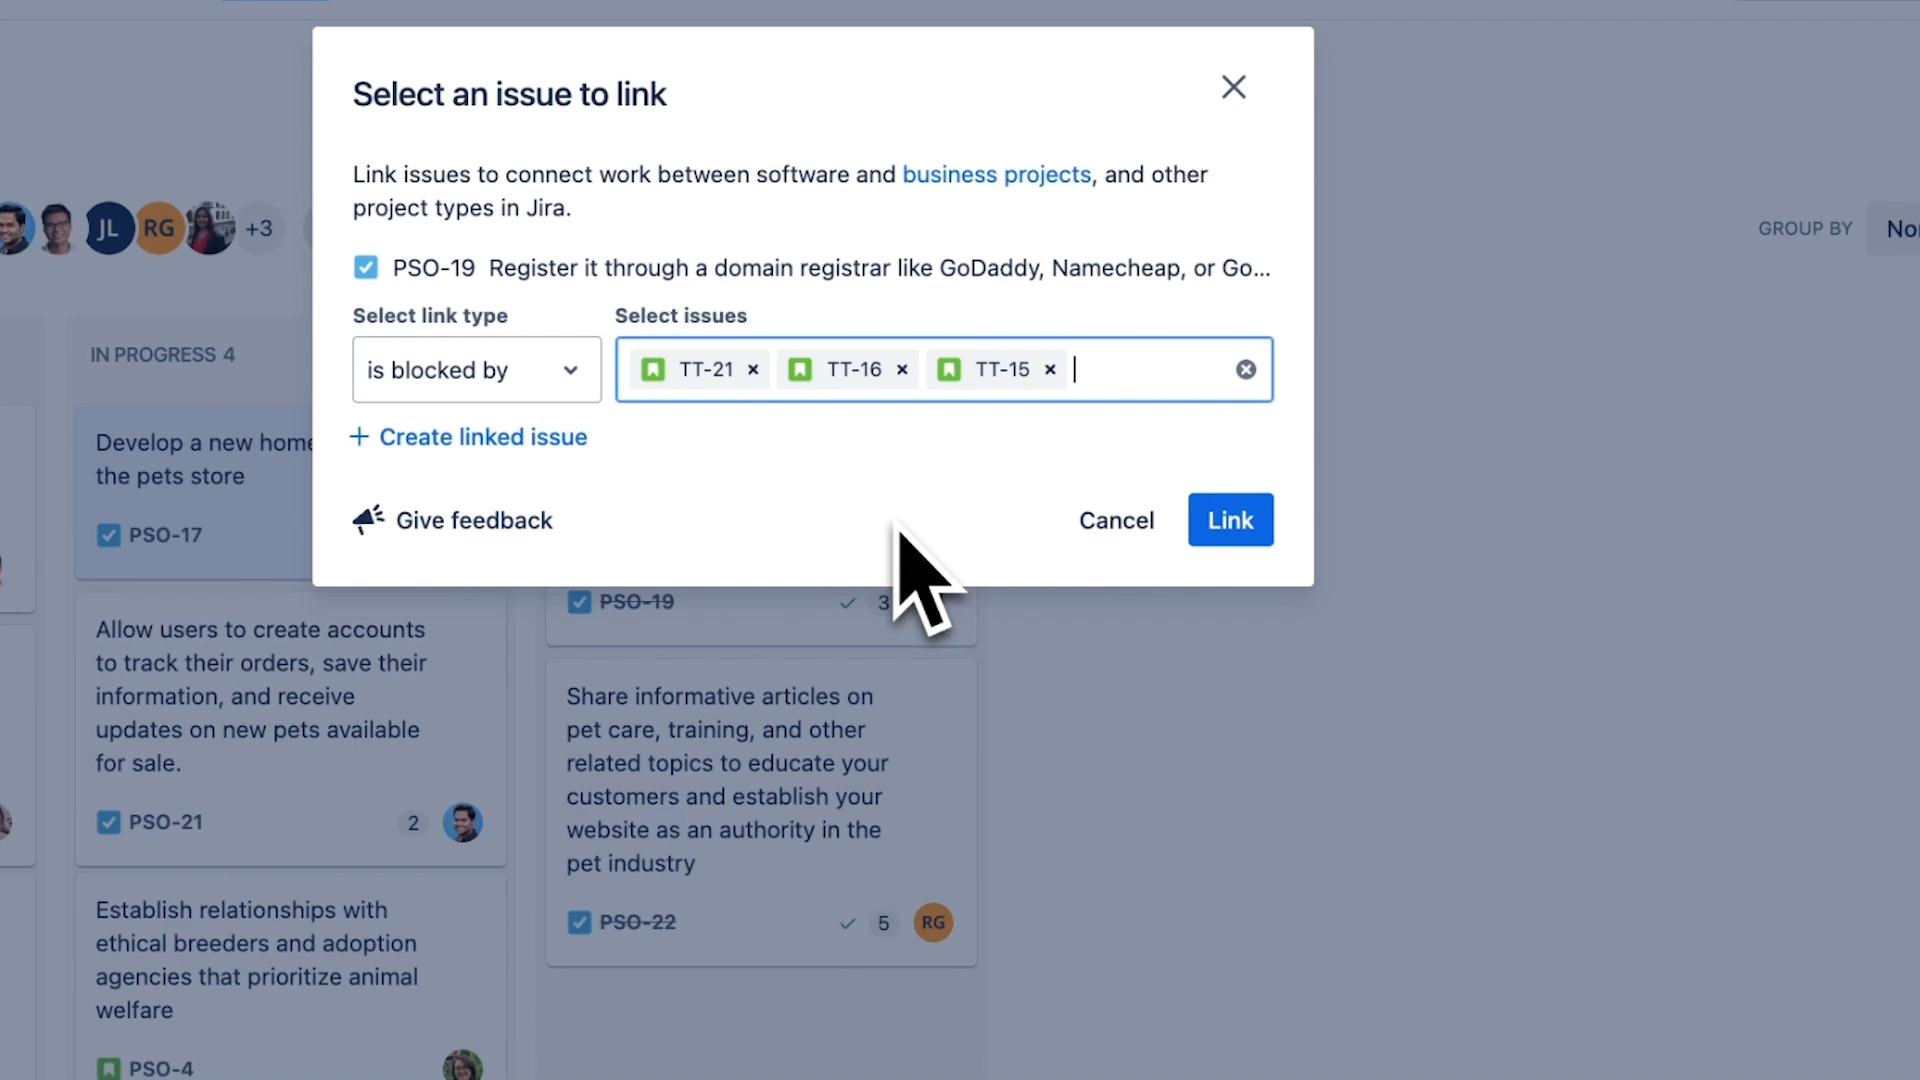 Select an issue to link
Link issues to connect work between software and business projects, and other
project types in Jira.
PSO-19 Register it through a domain registrar like GoDaddy, Namecheap, or Go...
Select link type
Select issues
is blocked by
TT-21
TT-16
TT-15
+ Create linked issue
Give feedback
Cancel
Link
JL
RG
+3
GROUP BY
IN PROGRESS 4
Develop a new home
the pets store
PSO-17
Allow users to create accounts
to track their orders, save their
information, and receive
updates on new pets available
for sale.
PSO-21
2
Establish relationships with
ethical breeders and adoption
agencies that prioritize animal
welfare
PSO-4
PSO-19
3
Share informative articles on
pet care, training, and other
related topics to educate your
customers and establish your
website as an authority in the
pet industry
PSO-22
5
RG